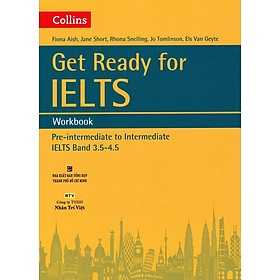 Collins
Fiona Aish, Jane Short, Rhona Snelling, Jo Tomlinson, Els Van Geyte
Get Ready for
IELTS
Workbook
Pre-intermediate to Intermediate
IELTS Band 3.5-4.5
NHÀ XUẤT BẢN TỔNG HỢP
THÀNH PHỐ HỒ CHÍ MINH
NTV
Công ty TNHH
Nhân Trí Việt